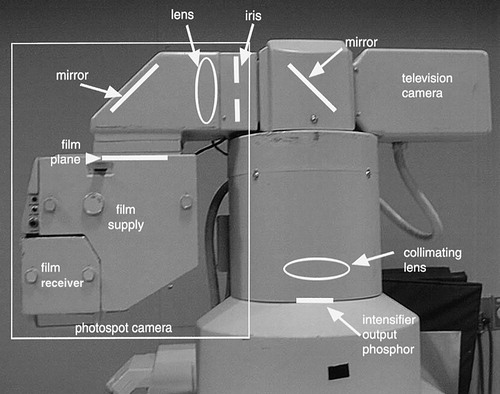 lens
iris
mirror
mirror
television
camera
film
plane
film
supply
collimating
lens
film
receiver
intensifier
output
phosphor
photospot camera